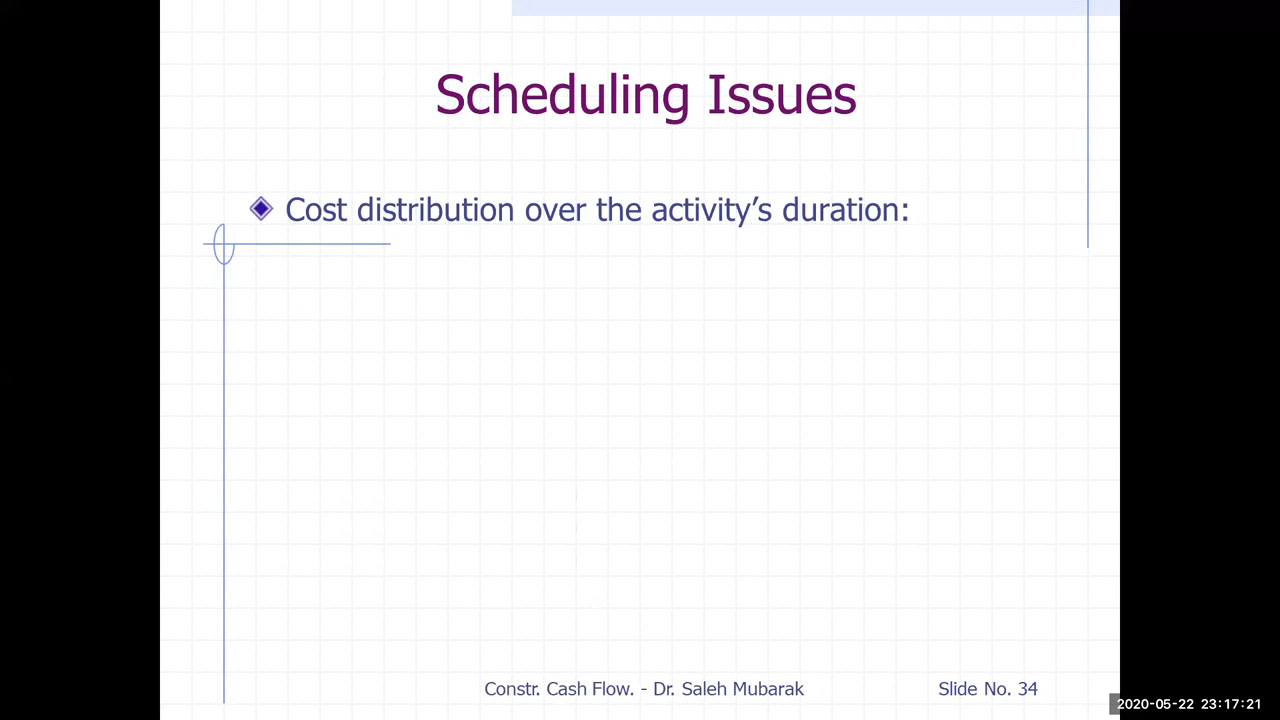 Scheduling Issues
Cost distribution over the activity’s duration:
Constr. Cash Flow. - Dr. Saleh Mubarak
Slide No. 34
2020-05-22 23:17:21